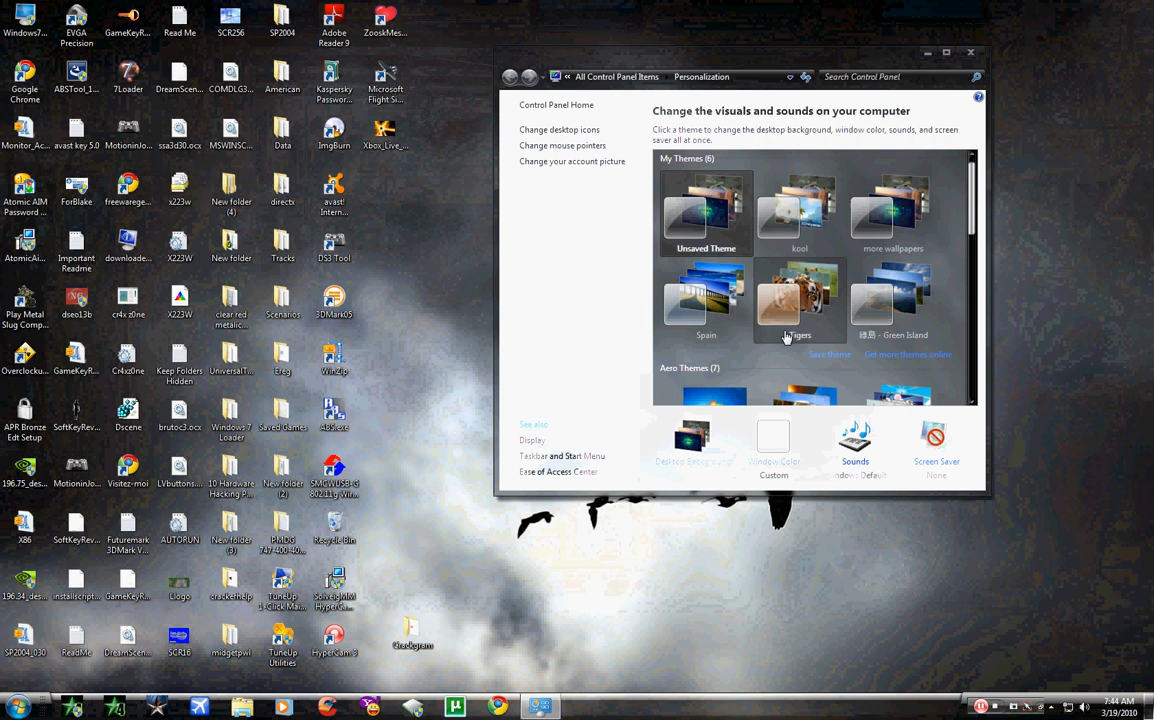 Windows7...
EVGA
Precision
GameKeyR...
Read Me
SCR256
SP2004
Adobe
Reader 9
ZooskMes...
Google
Chrome
ABSTool_1...
7Loader
DreamScen...
COMDLG3...
American
Kaspersky
Passwor...
Microsoft
Flight Si...
Monitor_Ac...
avast key 5.0
MotioninJo...
ssa3d30.ocx
MSWINSC...
Data
ImgBurn
Xbox_Live_...
Atomic AIM
Password ...
ForBlake
freewarege...
x223w
New folder
(4)
directx
avast!
Intern...
AtomicAi...
Important
Readme
downloade...
X223W
New folder
Tracks
DS3 Tool
Play Metal
Slug Comp...
dseo13b
cr4x z0ne
X223W
clear red
metalic...
Scenarios
3DMark05
Overclocku...
GameKeyR...
Cr4xz0ne
Keep Folders
Hidden
UniversalT...
Ereg
WinZip
APR Bronze
Edt Setup
SoftKeyRev...
Dscene
brutoc3.ocx
Windows 7
Loader
Saved Games
ABS.exe
196.75_des...
MotioninJo...
Visitez-moi
LVbuttons...
10 Hardware
Hacking P...
New folder
(2)
SMCWUSB-G
802.11g Wir...
X86
SoftKeyRev...
Futuremark
3DMark V...
AUTORUN
New folder
(3)
PMDG
747-400-40...
Recycle Bin
196.34_des...
installscript...
GameKeyR...
Llogo
crackerhelp
TuneUp
1-Click Mai...
SolveigMM
HyperCa...
SP2004_030
ReadMe
DreamScen...
SCR16
midgetpwl
TuneUp
Utilities
HyperCam 3
Crackgram
« All Control Panel Items
Personalization
Search Control Panel
Control Panel Home
Change desktop icons
Change mouse pointers
Change your account picture
See also
Display
Taskbar and Start Menu
Ease of Access Center
Change the visuals and sounds on your computer
Click a theme to change the desktop background, window color, sounds, and screen
saver all at once.
My Themes (6)
Unsaved Theme
kool
more wallpapers
Spain
Tigers
綠島 - Green Island
Save theme
Get more themes online
Aero Themes (7)
Desktop Background
Window Color
Custom
Sounds
Windows Default
Screen Saver
None
7:44 AM
3/19/2010